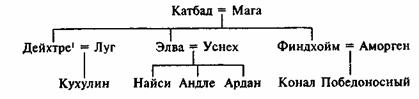 Катбад = Мага
Дейхтре¹ = Луг Элва = Уснех Финдхойм = Аморген
Кухулин Найси Андле Ардан Конал Победоносный